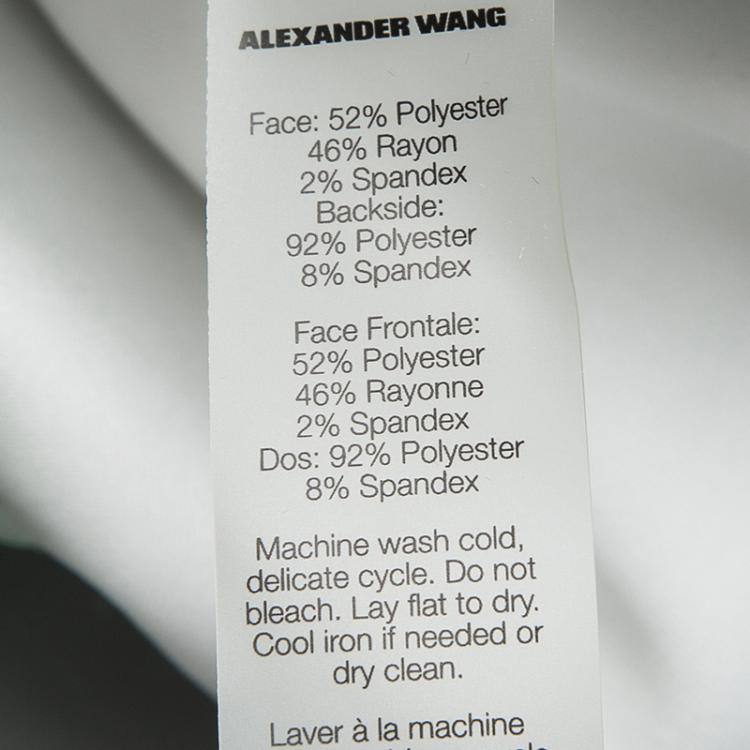 ALEXANDER WANG
Face: 52% Polyester
46% Rayon
2% Spandex
Backside:
92% Polyester
8% Spandex
Face Frontale:
52% Polyester
46% Rayonne
2% Spandex
Dos: 92% Polyester
8% Spandex
Machine wash cold,
delicate cycle. Do not
bleach. Lay flat to dry.
Cool iron if needed or
dry clean.
Laver à la machine